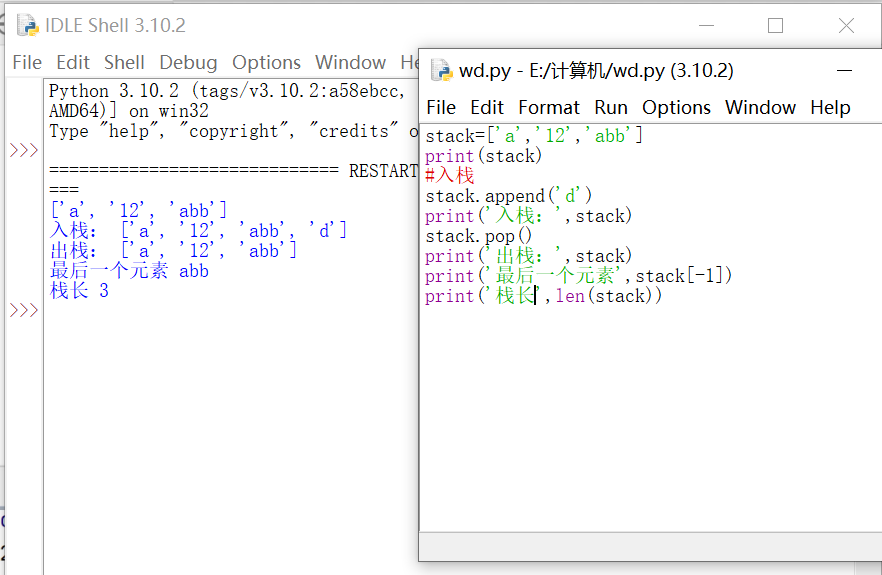 IDLE Shell 3.10.2
File Edit Shell Debug Options Window
Python 3.10.2 (tags/v3.10.2:a58ebcc,
AMD64)] on win32
Type "help", "copyright", "credits"
>>>
============================= RESTART
===
['a', '12', 'abb']
入栈： ['a', '12', 'abb', 'd']
出栈： ['a', '12', 'abb']
最后一个元素 abb
栈长 3
>>>
wd.py - E:/计算机/wd.py (3.10.2)
File Edit Format Run Options Window Help
stack=['a','12','abb']
print(stack)
#入栈
stack.append('d')
print('入栈：',stack)
stack.pop()
print('出栈：',stack)
print('最后一个元素',stack[-1])
print('栈长',len(stack))